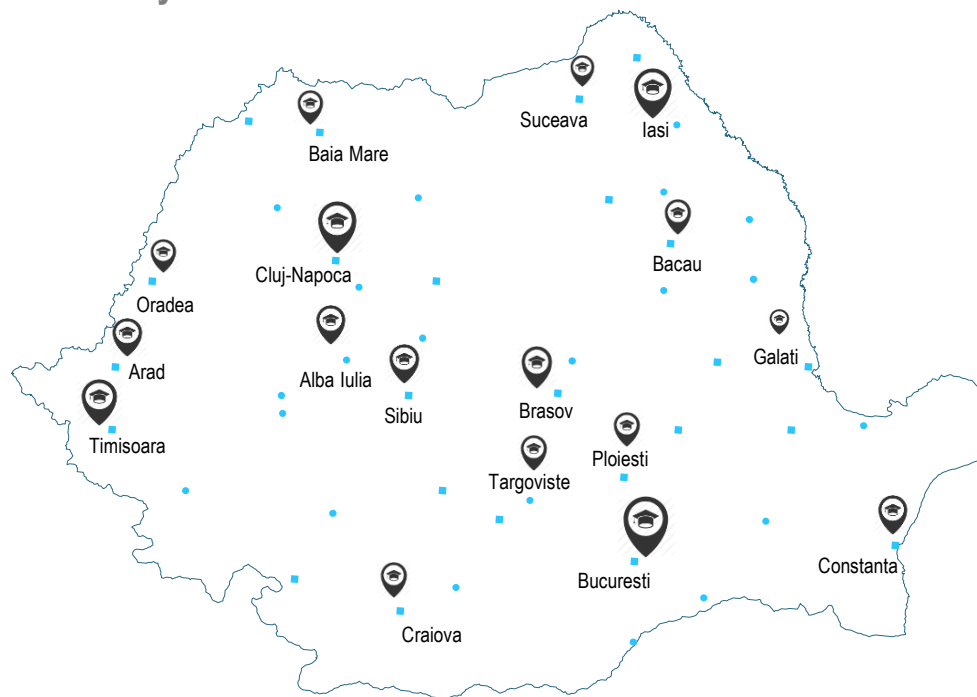 Suceava
Iasi
Baia Mare
Cluj-Napoca
Bacau
Oradea
Galati
Arad
Alba Iulia
Sibiu
Brasov
Timisoara
Ploiesti
Targoviste
Constanta
Bucuresti
Craiova